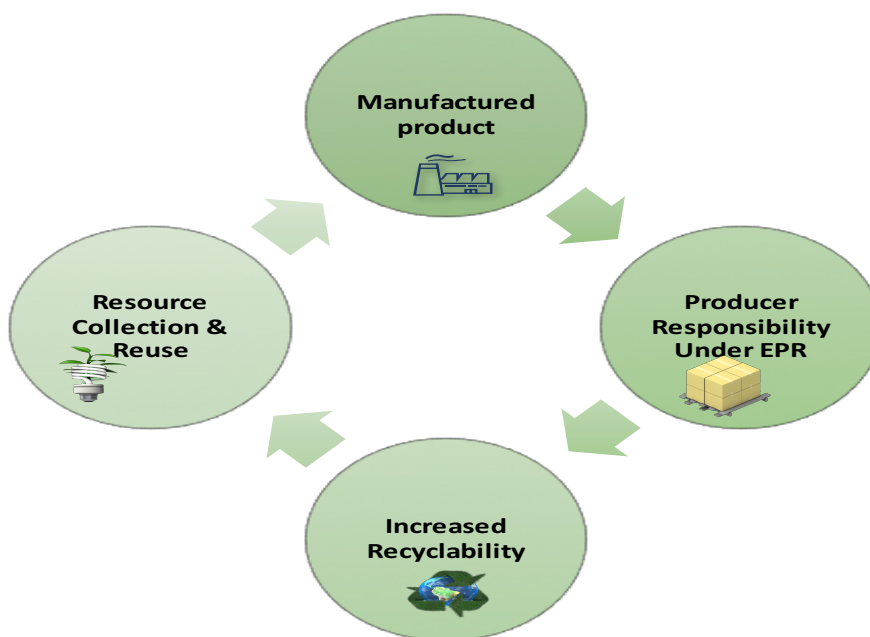 Manufactured
product
Producer
Responsibility
Under EPR
Increased
Recyclability
Resource
Collection &
Reuse